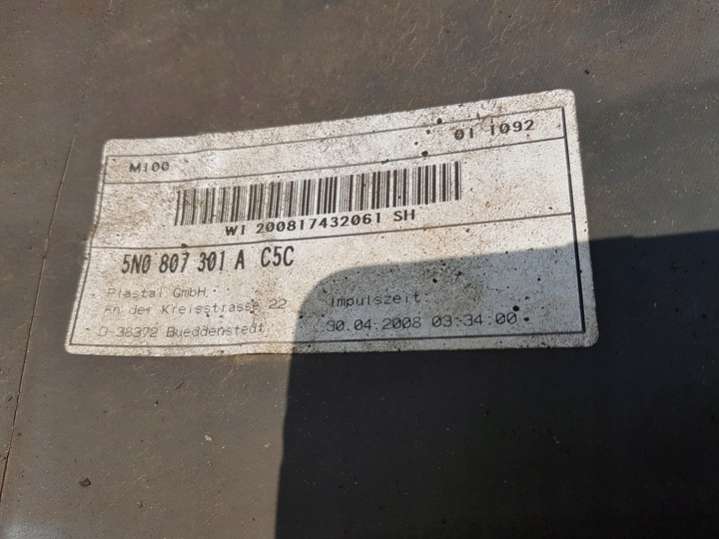 M100 01 1092
WI 200817432061 SH
5N0 807 301 A C5C
Plastal GmbH
An der Kreisstrasse 22
D-38372 Bueddenstedt
Impulszeit:
30.04.2008 03:34:00